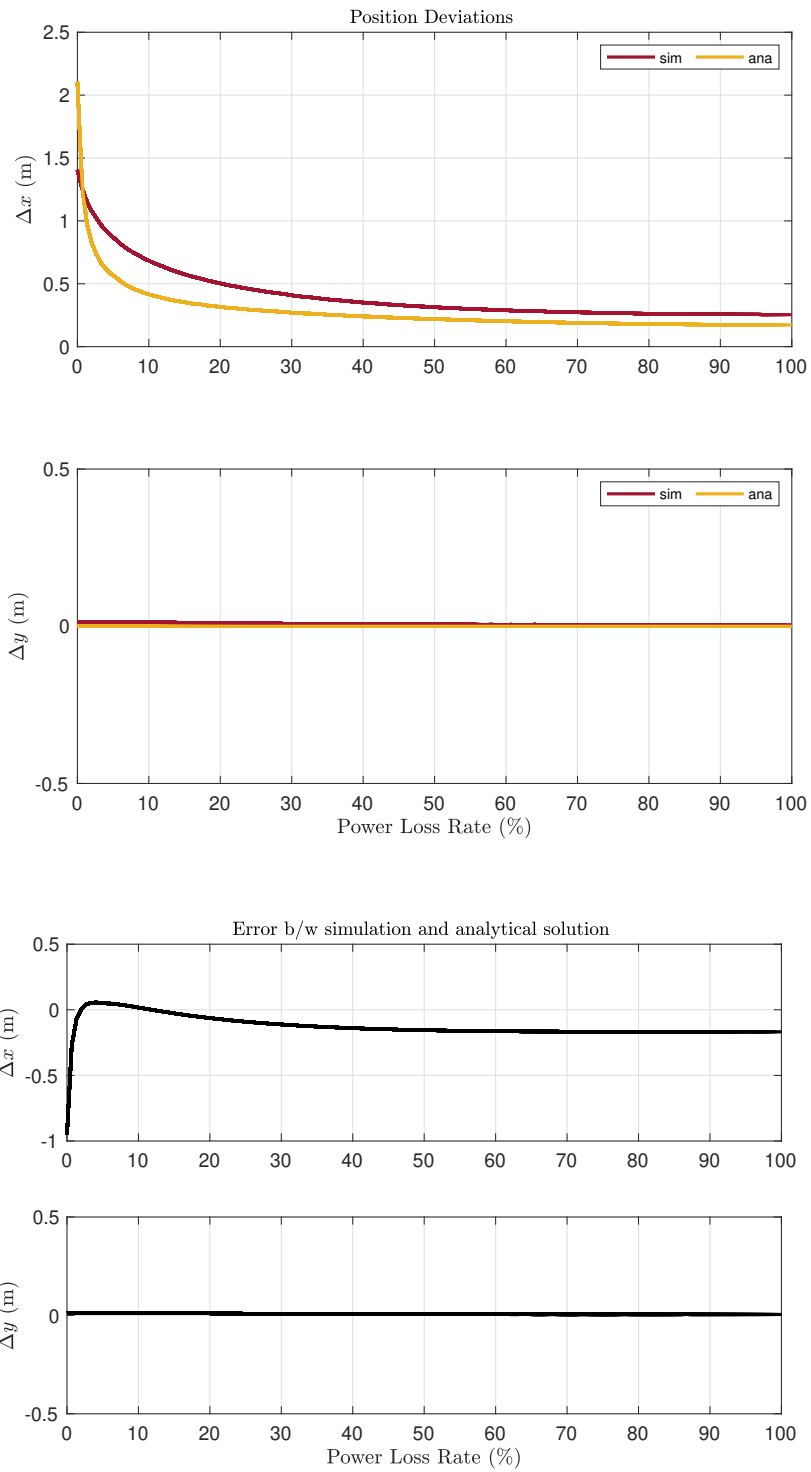 Position Deviations
2.5
2
1.5
1
0.5
0
Δx (m)
sim ana
0 10 20 30 40 50 60 70 80 90 100
0.5
0
-0.5
Δy (m)
sim ana
0 10 20 30 40 50 60 70 80 90 100
Power Loss Rate (%)
Error b/w simulation and analytical solution
0.5
0
-0.5
-1
Δx (m)
0 10 20 30 40 50 60 70 80 90 100
0.5
0
-0.5
Δy (m)
0 10 20 30 40 50 60 70 80 90 100
Power Loss Rate (%)